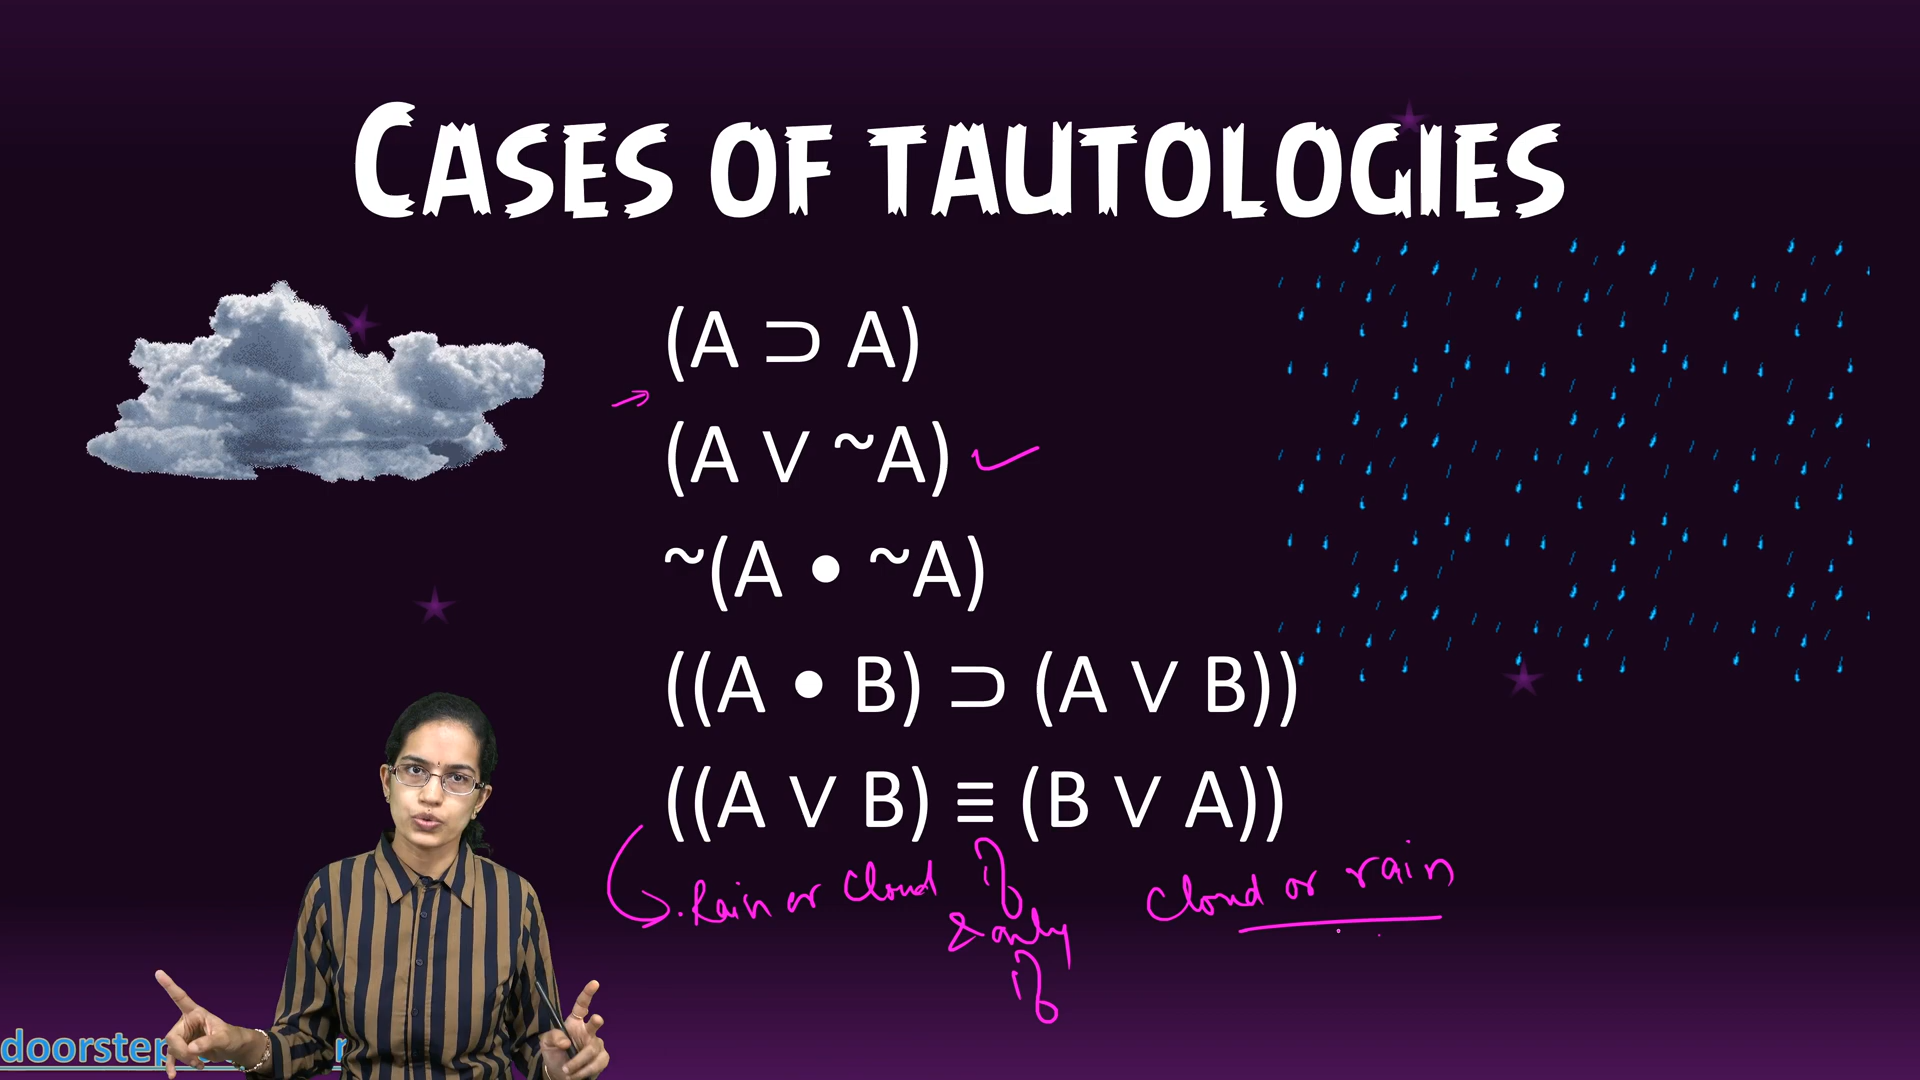 CASES OF TAUTOLOGIES
(A ⊃ A)
(A ∨ ~A)
~(A • ~A)
((A • B) ⊃ (A ∨ B))
((A ∨ B) ≡ (B ∨ A))
Rain or Cloud if & only if Cloud or rain
doorstep